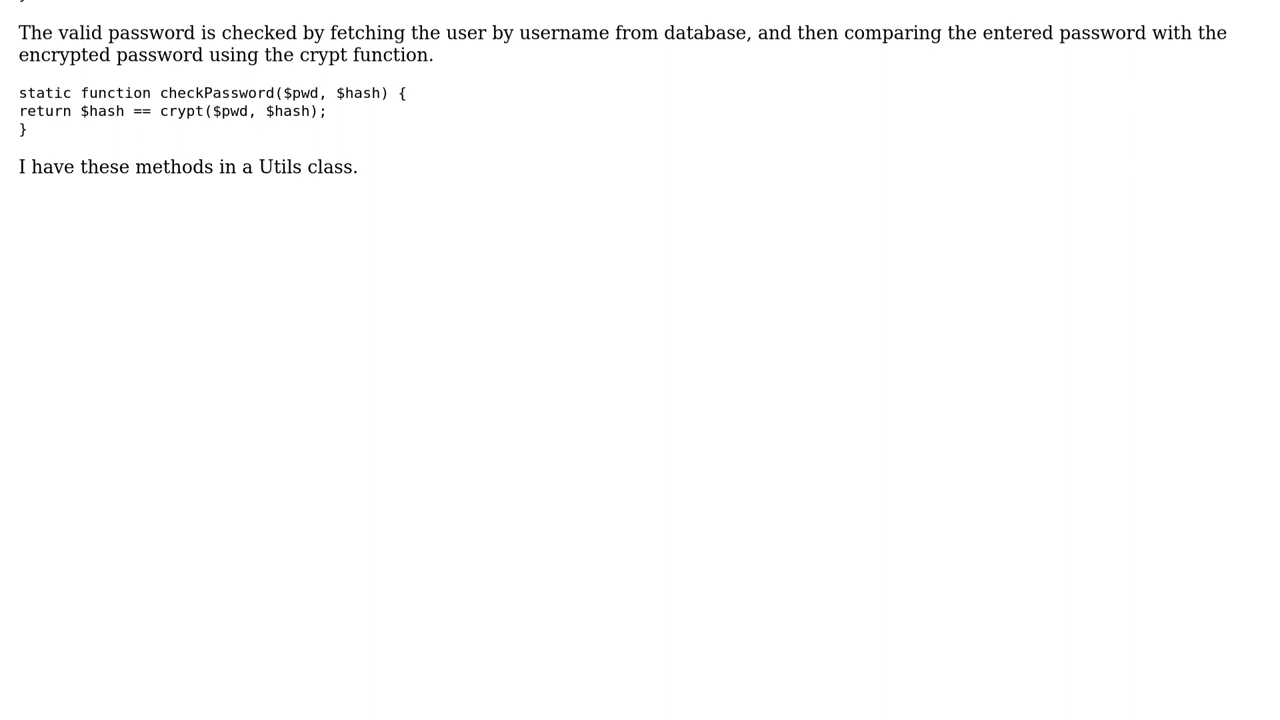 The valid password is checked by fetching the user by username from database, and then comparing the entered password with the
encrypted password using the crypt function.
static function checkPassword($pwd, $hash) {
return $hash == crypt($pwd, $hash);
}
I have these methods in a Utils class.